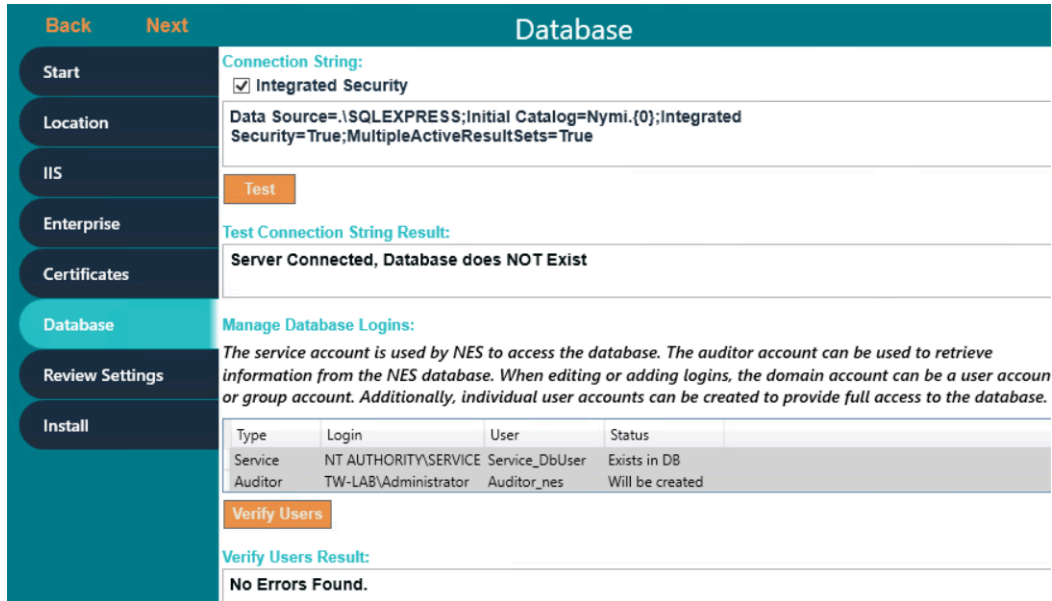 Back Next
Database
Start
Location
IIS
Enterprise
Certificates
Database
Review Settings
Install
Connection String:
Integrated Security
Data Source=.\SQLEXPRESS;Initial Catalog=Nymi.{0};Integrated
Security=True;MultipleActiveResultSets=True
Test
Test Connection String Result:
Server Connected, Database does NOT Exist
Manage Database Logins:
The service account is used by NES to access the database. The auditor account can be used to retrieve
information from the NES database. When editing or adding logins, the domain account can be a user accoun
or group account. Additionally, individual user accounts can be created to provide full access to the database.
Type Login User Status
Service NT AUTHORITY\SERVICE Service_DbUser Exists in DB
Auditor TW-LAB\Administrator Auditor_nes Will be created
Verify Users
Verify Users Result:
No Errors Found.